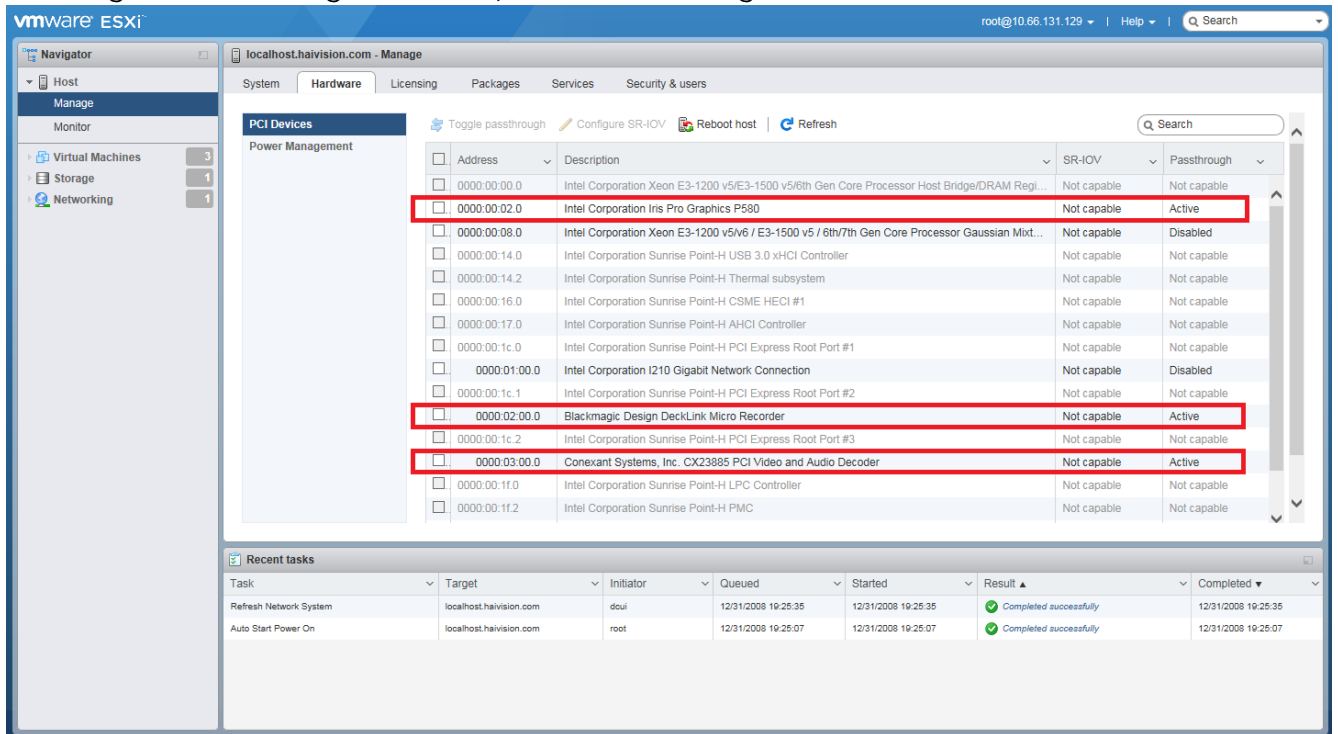 vmware ESXi
root@10.66.131.129 | Help | Search
Navigator
Host
Manage
Monitor
Virtual Machines 3
Storage 1
Networking 1
localhost.haivision.com - Manage
System Hardware Licensing Packages Services Security & users
PCI Devices
Power Management
Toggle passthrough Configure SR-IOV Reboot host | Refresh Search
Address Description SR-IOV Passthrough
0000:00:00.0 Intel Corporation Xeon E3-1200 v5/E3-1500 v5/6th Gen Core Processor Host Bridge/DRAM Regi... Not capable Not capable
0000:00:02.0 Intel Corporation Iris Pro Graphics P580 Not capable Active
0000:00:08.0 Intel Corporation Xeon E3-1200 v5/v6 / E3-1500 v5 / 6th/7th Gen Core Processor Gaussian Mixt... Not capable Disabled
0000:00:14.0 Intel Corporation Sunrise Point-H USB 3.0 xHCI Controller Not capable Not capable
0000:00:14.2 Intel Corporation Sunrise Point-H Thermal subsystem Not capable Not capable
0000:00:16.0 Intel Corporation Sunrise Point-H CSME HECI #1 Not capable Not capable
0000:00:17.0 Intel Corporation Sunrise Point-H AHCI Controller Not capable Not capable
0000:00:1c.0 Intel Corporation Sunrise Point-H PCI Express Root Port #1 Not capable Not capable
0000:01:00.0 Intel Corporation I210 Gigabit Network Connection Not capable Disabled
0000:00:1c.1 Intel Corporation Sunrise Point-H PCI Express Root Port #2 Not capable Not capable
0000:02:00.0 Blackmagic Design DeckLink Micro Recorder Not capable Active
0000:00:1c.2 Intel Corporation Sunrise Point-H PCI Express Root Port #3 Not capable Not capable
0000:03:00.0 Conexant Systems, Inc. CX23885 PCI Video and Audio Decoder Not capable Active
0000:00:1f.0 Intel Corporation Sunrise Point-H LPC Controller Not capable Not capable
0000:00:1f.2 Intel Corporation Sunrise Point-H PMC Not capable Not capable
Recent tasks
Task Target Initiator Queued Started Result Completed
Refresh Network System localhost.haivision.com dcui 12/31/2008 19:25:35 12/31/2008 19:25:35 Completed successfully 12/31/2008 19:25:35
Auto Start Power On localhost.haivision.com root 12/31/2008 19:25:07 12/31/2008 19:25:07 Completed successfully 12/31/2008 19:25:07